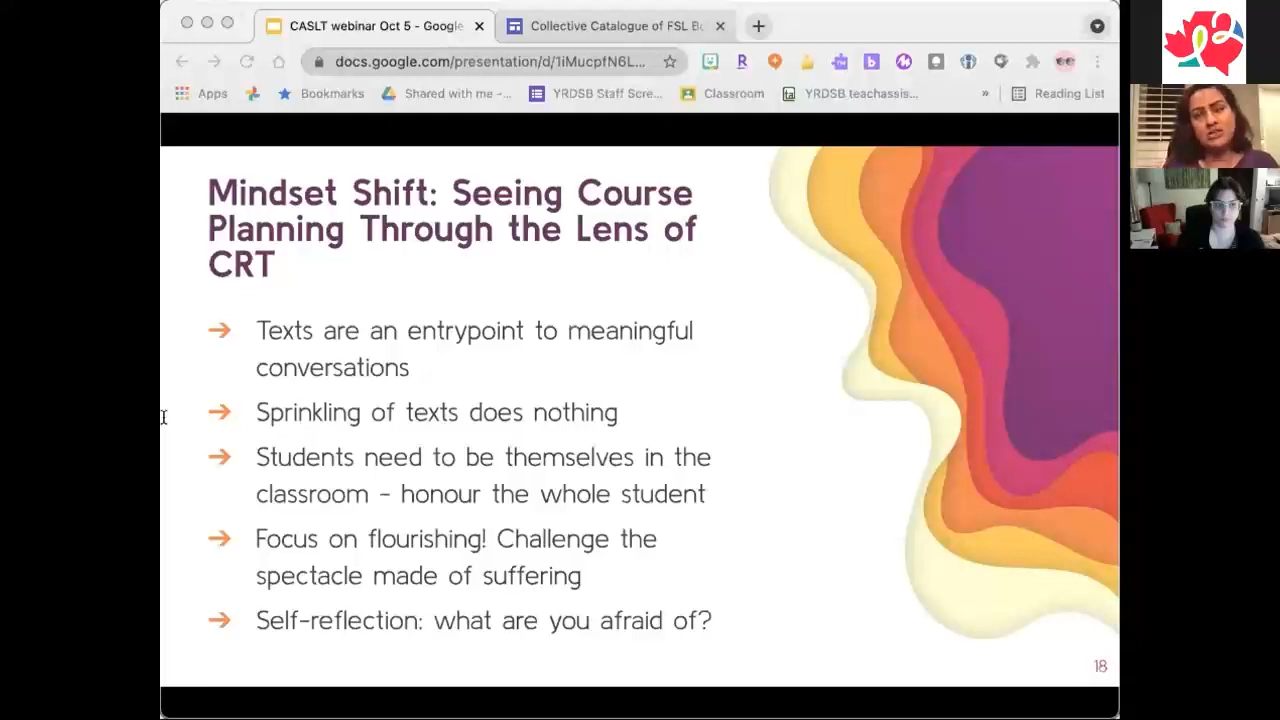 CASLT webinar Oct 5 - Google
Collective Catalogue of FSL Bo
docs.google.com/presentation/d/1iMucpfN6L...
Apps
CRT
Bookmarks
Shared with me -...
YRDSB Staff Scre...
Classroom
YRDSB teachassis...
»
Reading List
Mindset Shift: Seeing Course
Planning Through the Lens of
CRT
→ Texts are an entrypoint to meaningful
conversations
→ Sprinkling of texts does nothing
→ Students need to be themselves in the
classroom - honour the whole student
→ Focus on flourishing! Challenge the
spectacle made of suffering
→ Self-reflection: what are you afraid of?
18